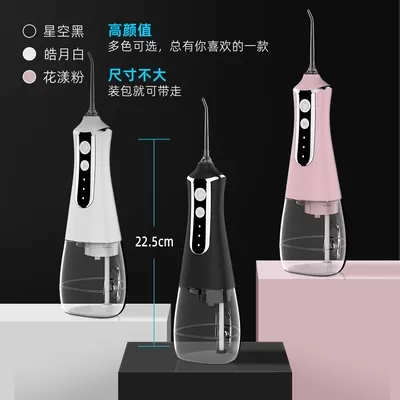 星空黑
皓月白
花漾粉
高颜值
多色可选，总有你喜欢的一款
尺寸不大
装包就可带走
22.5cm